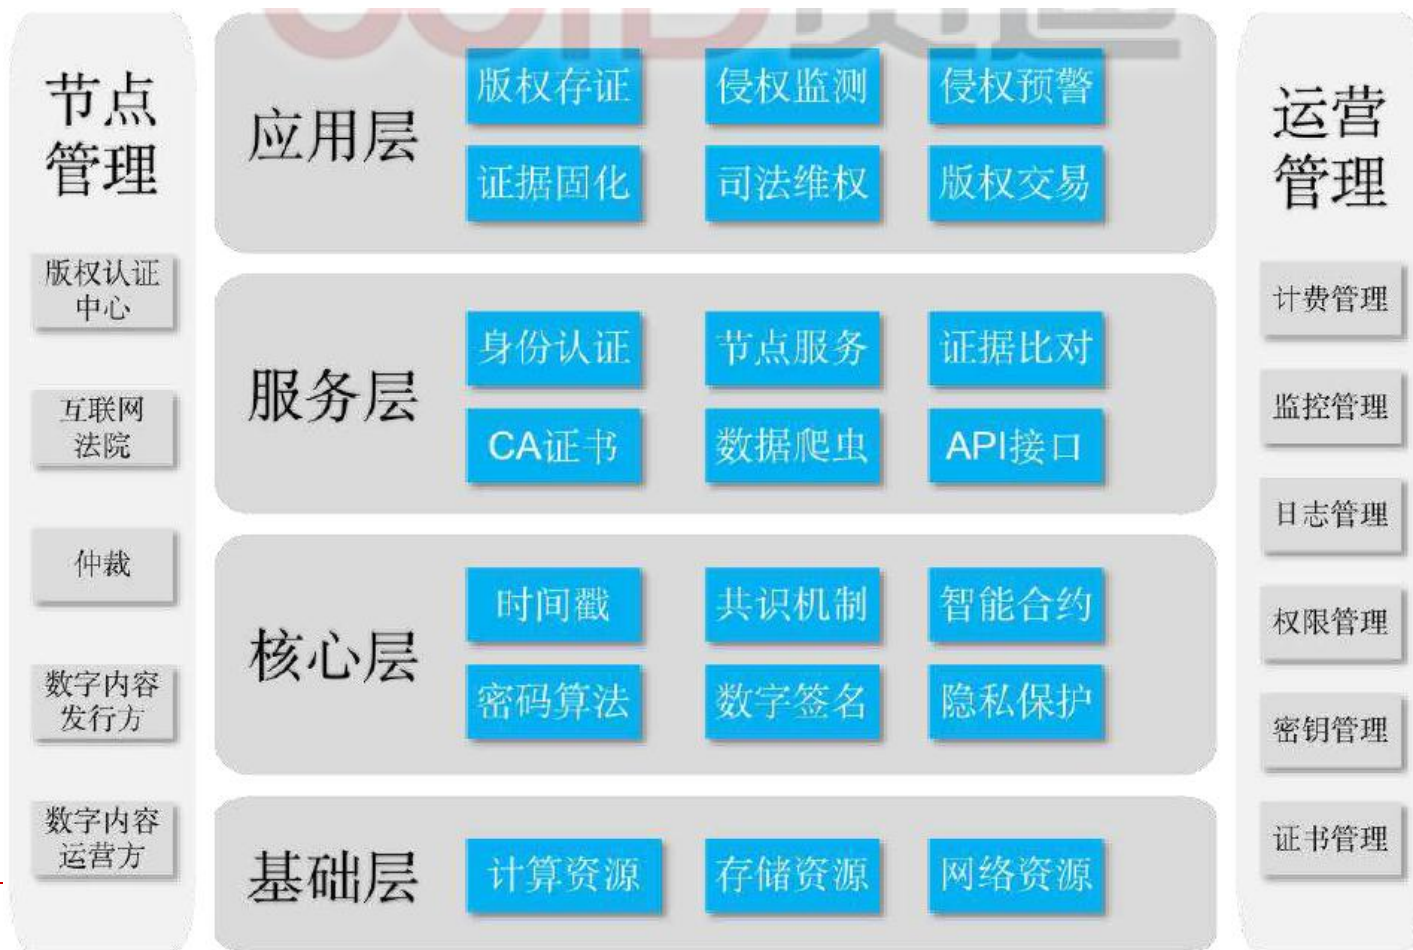 节点
管理
版权认证
中心
互联网
法院
仲裁
数字内容
发行方
数字内容
运营方
应用层
版权存证
侵权监测
侵权预警
证据固化
司法维权
版权交易
服务层
身份认证
节点服务
证据比对
CA证书
数据爬虫
API接口
核心层
时间戳
共识机制
智能合约
密码算法
数字签名
隐私保护
基础层
计算资源
存储资源
网络资源
运营
管理
计费管理
监控管理
日志管理
权限管理
密钥管理
证书管理